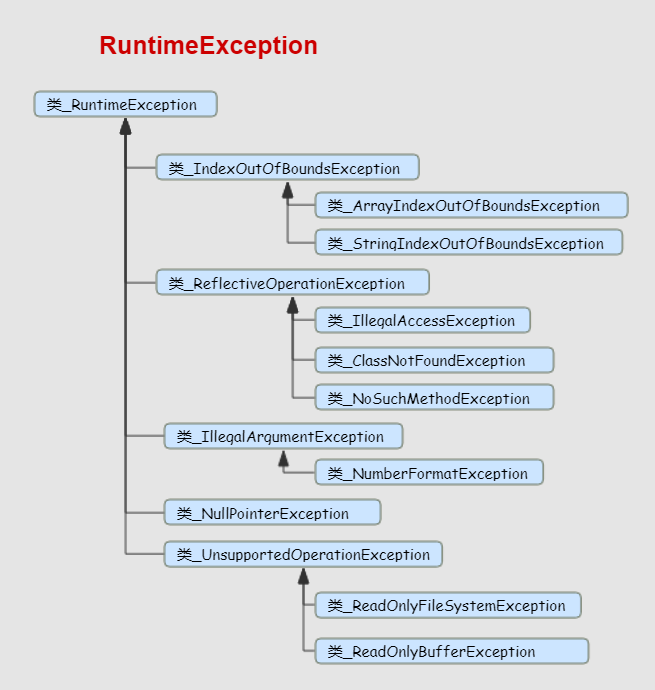 RuntimeException
类_RuntimeException
类_IndexOutOfBoundsException
类_ArrayIndexOutOfBoundsException
类_StringIndexOutOfBoundsException
类_ReflectiveOperationException
类_IllegalAccessException
类_ClassNotFoundException
类_NoSuchMethodException
类_IllegalArgumentException
类_NumberFormatException
类_NullPointerException
类_UnsupportedOperationException
类_ReadOnlyFileSystemException
类_ReadOnlyBufferException